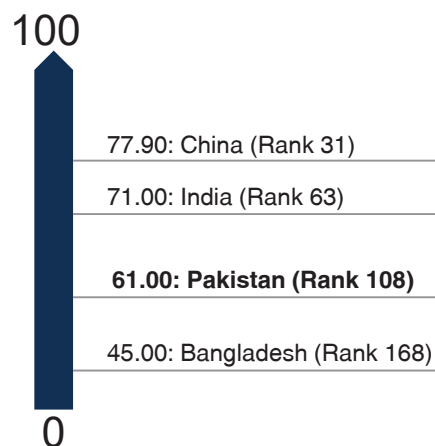 100
77.90: China (Rank 31)
71.00: India (Rank 63)
61.00: Pakistan (Rank 108)
45.00: Bangladesh (Rank 168)
0